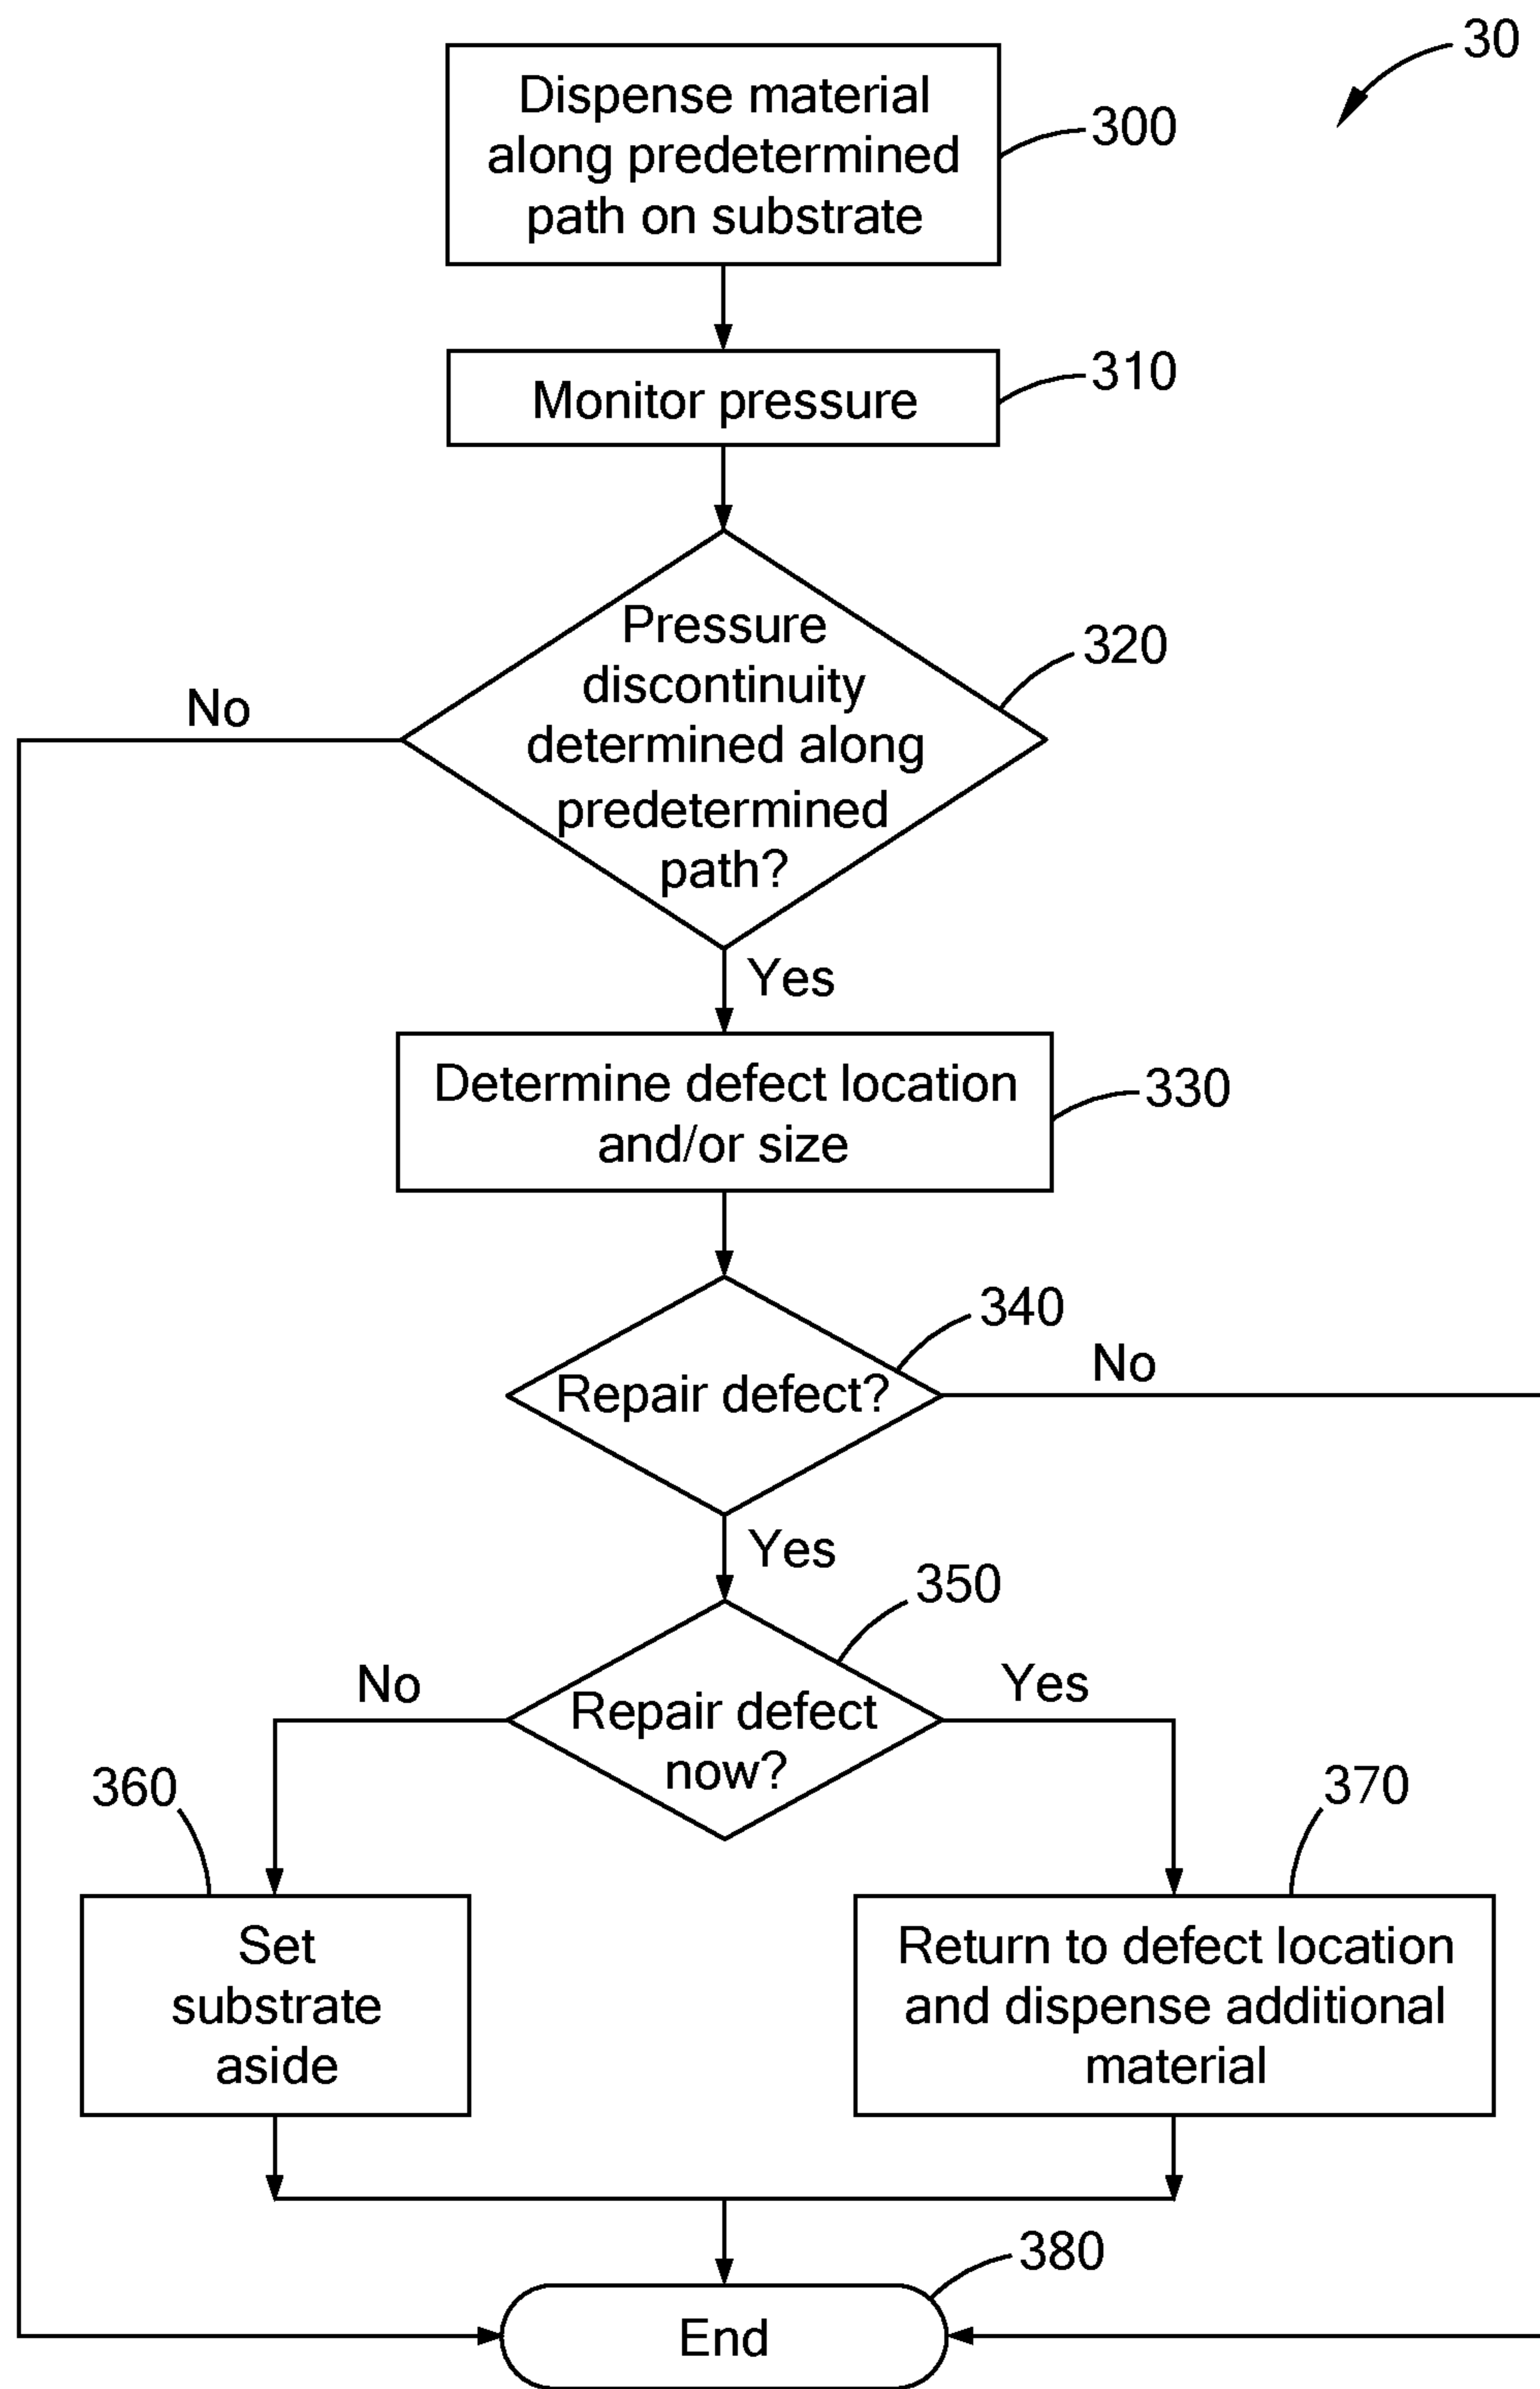 30
Dispense material
along predetermined
path on substrate
300
Monitor pressure
310
Pressure
discontinuity
determined along
predetermined
path?
320
No
Yes
Determine defect location
and/or size
330
340
Repair defect?
No
Yes
350
No
Repair defect
now?
Yes
360
370
Set
substrate
aside
Return to defect location
and dispense additional
material
380
End